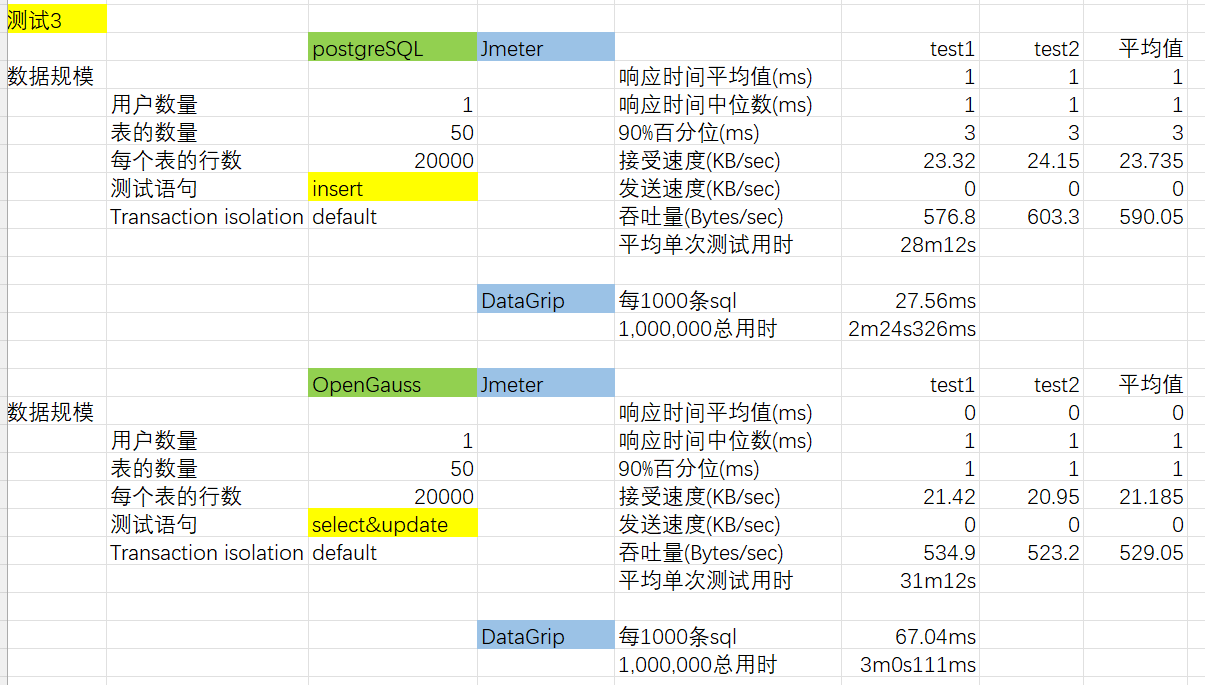 测试3
postgreSQL Jmeter test1 test2 平均值
数据规模 响应时间平均值(ms) 1 1 1
用户数量 1 响应时间中位数(ms) 1 1 1
表的数量 50 90%百分位(ms) 3 3 3
每个表的行数 20000 接受速度(KB/sec) 23.32 24.15 23.735
测试语句 insert 发送速度(KB/sec) 0 0 0
Transaction isolation default 吞吐量(Bytes/sec) 576.8 603.3 590.05
平均单次测试用时 28m12s
DataGrip 每1000条sql 27.56ms
1,000,000总用时 2m24s326ms
OpenGauss Jmeter test1 test2 平均值
数据规模 响应时间平均值(ms) 0 0 0
用户数量 1 响应时间中位数(ms) 1 1 1
表的数量 50 90%百分位(ms) 1 1 1
每个表的行数 20000 接受速度(KB/sec) 21.42 20.95 21.185
测试语句 select&update 发送速度(KB/sec) 0 0 0
Transaction isolation default 吞吐量(Bytes/sec) 534.9 523.2 529.05
平均单次测试用时 31m12s
DataGrip 每1000条sql 67.04ms
1,000,000总用时 3m0s111ms